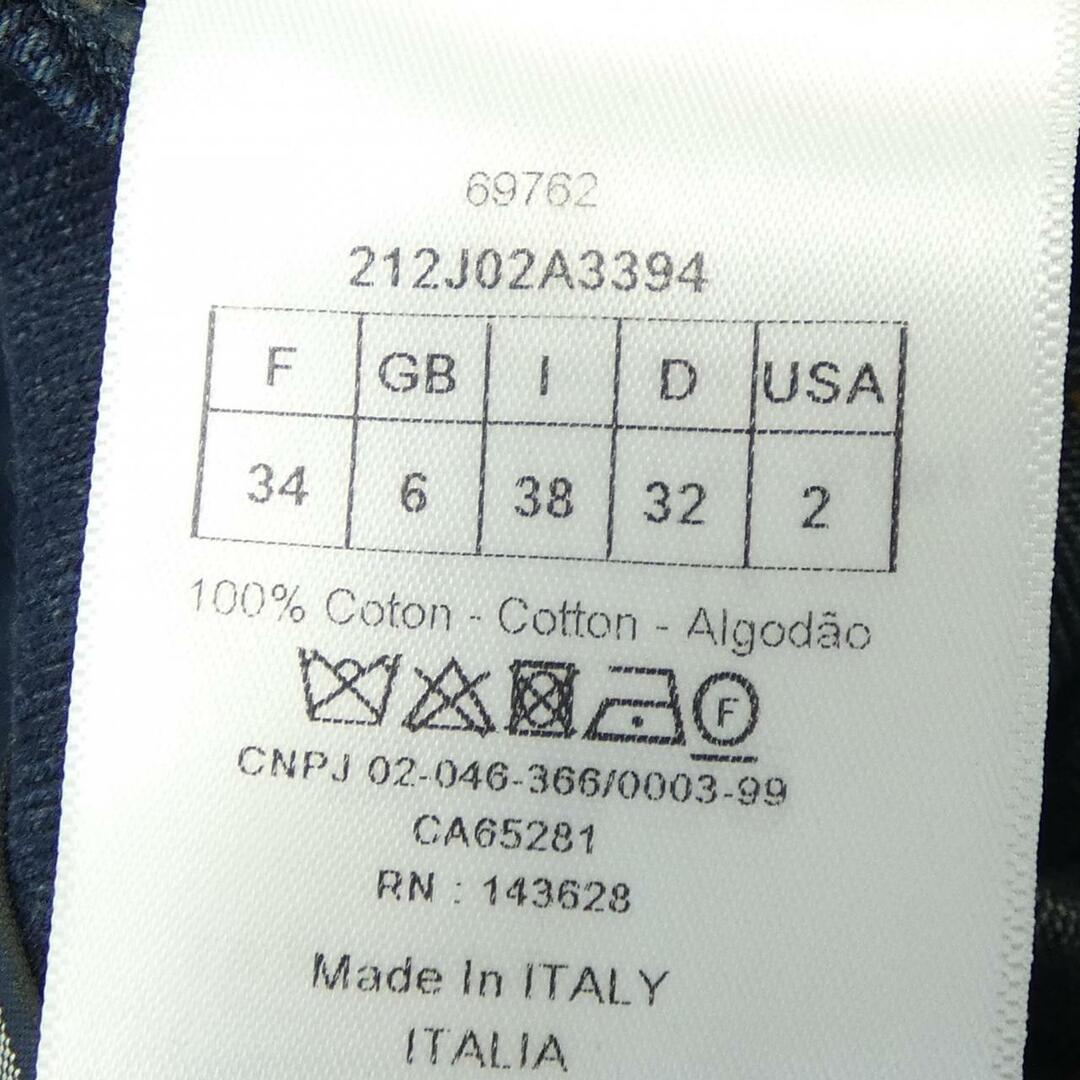 69762
212J02A3394
F GB I D USA
34 6 38 32 2
100% Coton - Cotton - Algodão
F
CNPJ 02-046-366/0003-99
CA65281
RN : 143628
Made In ITALY
ITALIA